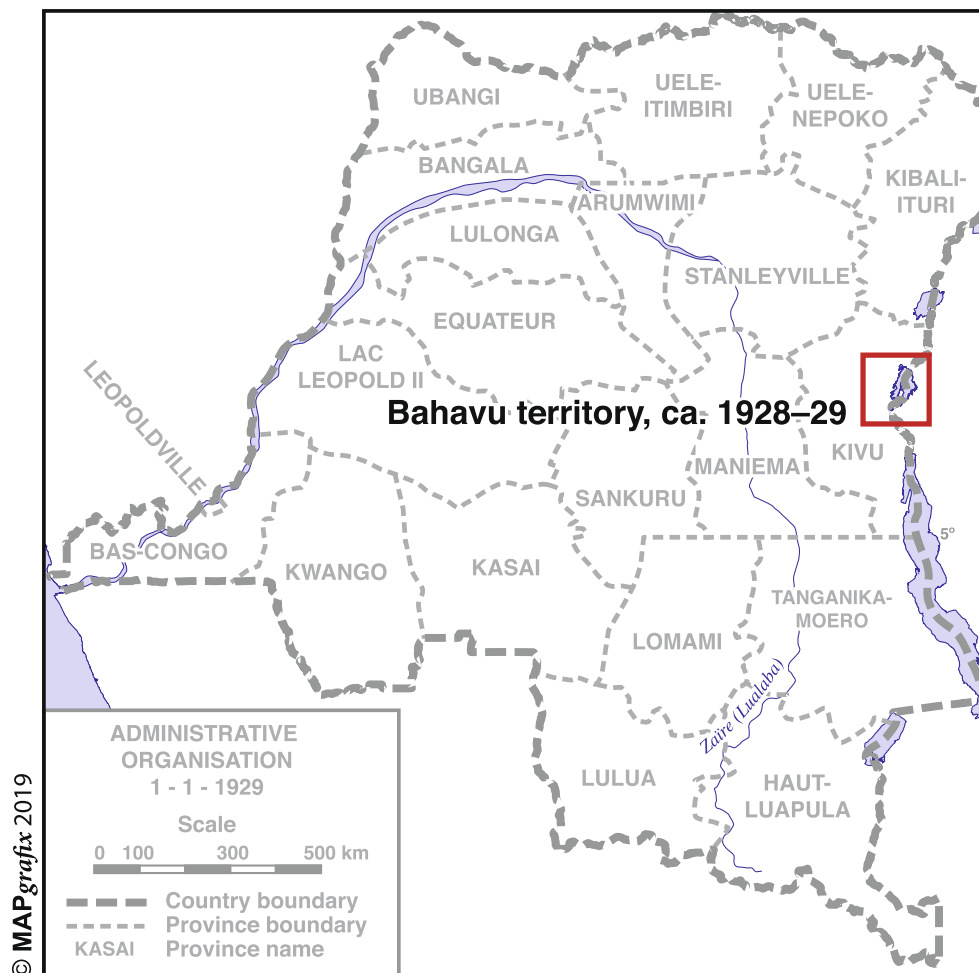 UBANGI
UELE-
ITIMBIRI
UELE-
NEPOKO
BANGALA
KIBALI-
ITURI
ARUMWIMI
LULONGA
STANLEYVILLE
EQUATEUR
LAC
LEOPOLD II
LEOPOLDVILLE
Bahavu territory, ca. 1928–29
KIVU
MANIEMA
SANKURU
5°
BAS-CONGO
KWANGO
KASAI
TANGANIKA-
MOERO
LOMAMI
Zaïre (Lualaba)
LULUA
HAUT-
LUAPULA
ADMINISTRATIVE
ORGANISATION
1 - 1 - 1929
Scale
0 100 300 500 km
Country boundary
Province boundary
KASAI Province name
© MAPgrafix 2019